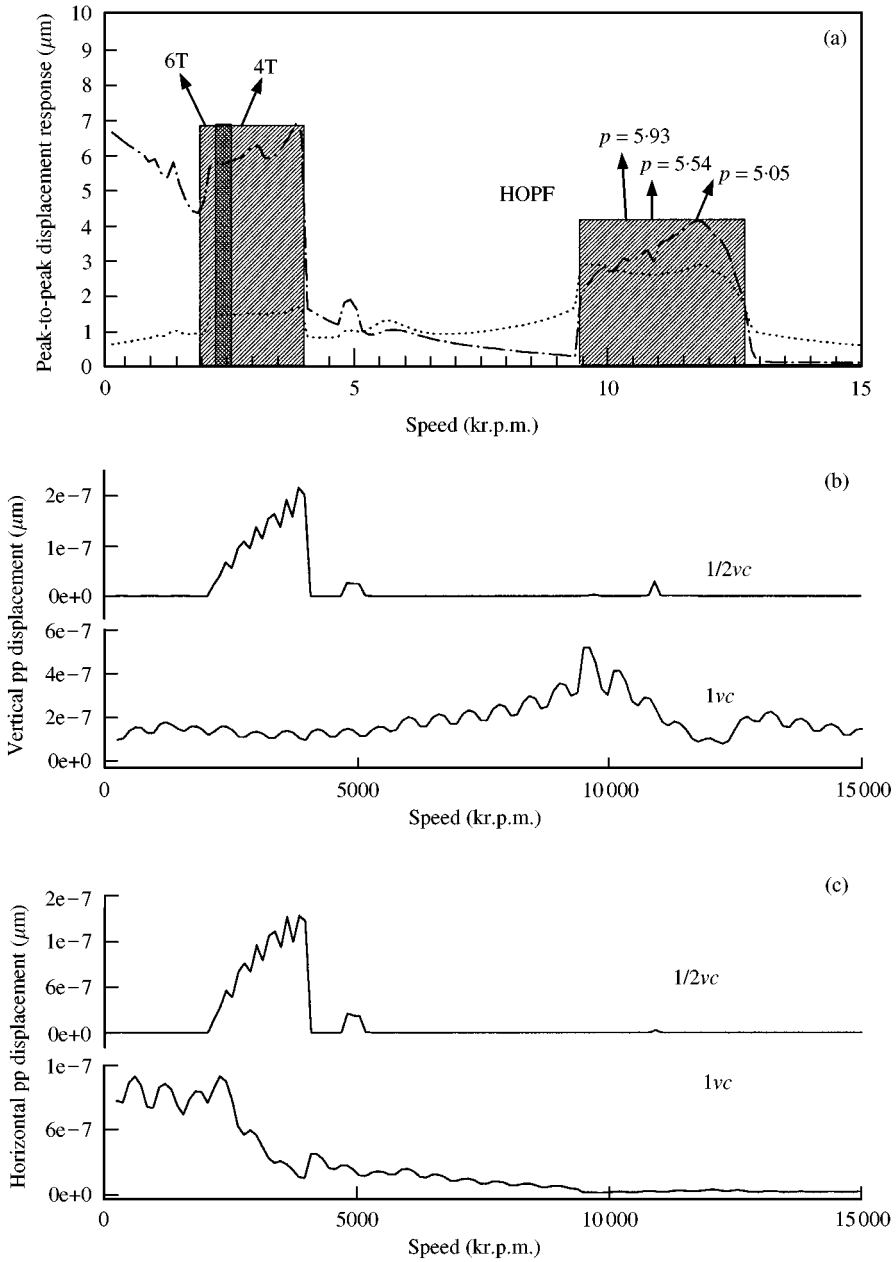 (a)
Peak-to-peak displacement response (μm)
10
9
8
7
6
5
4
3
2
1
0
6T
4T
HOPF
p = 5·93
p = 5·54
p = 5·05
0
5
10
15
Speed (kr.p.m.)
(b)
Vertical pp displacement (μm)
2e-7
1e-7
0e+0
1/2vc
6e-7
4e-7
2e-7
0e+0
1vc
0
5000
10 000
15 000
Speed (kr.p.m.)
(c)
Horizontal pp displacement (μm)
2e-7
1e-7
6e-7
0e+0
1/2vc
1e-7
6e-7
0e+0
1vc
0
5000
10 000
15 000
Speed (kr.p.m.)